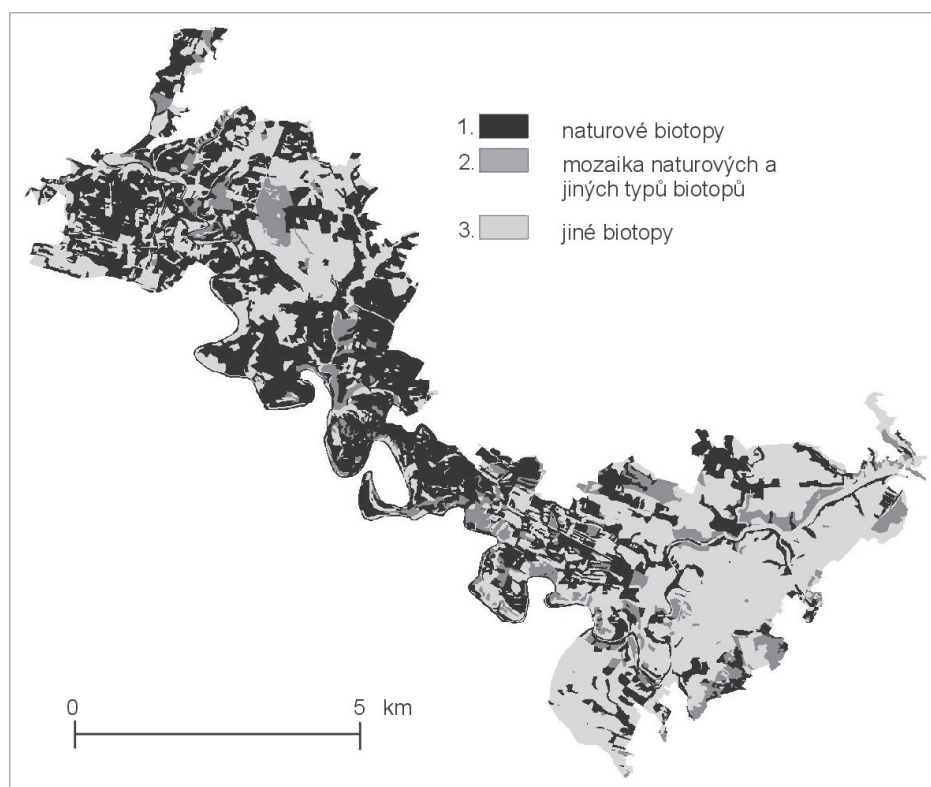 1. naturové biotopy
2. mozaika naturových a
jiných typů biotopů
3. jiné biotopy
0 5 km